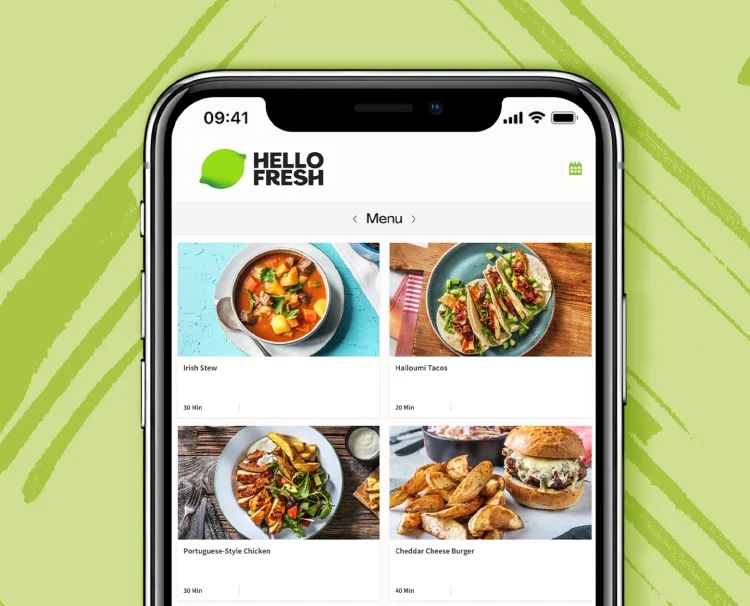 09:41
HELLO
FRESH
Menu
Irish Stew
Halloumi Tacos
30 Min
20 Min
Portuguese-Style Chicken
Cheddar Cheese Burger
30 Min
40 Min